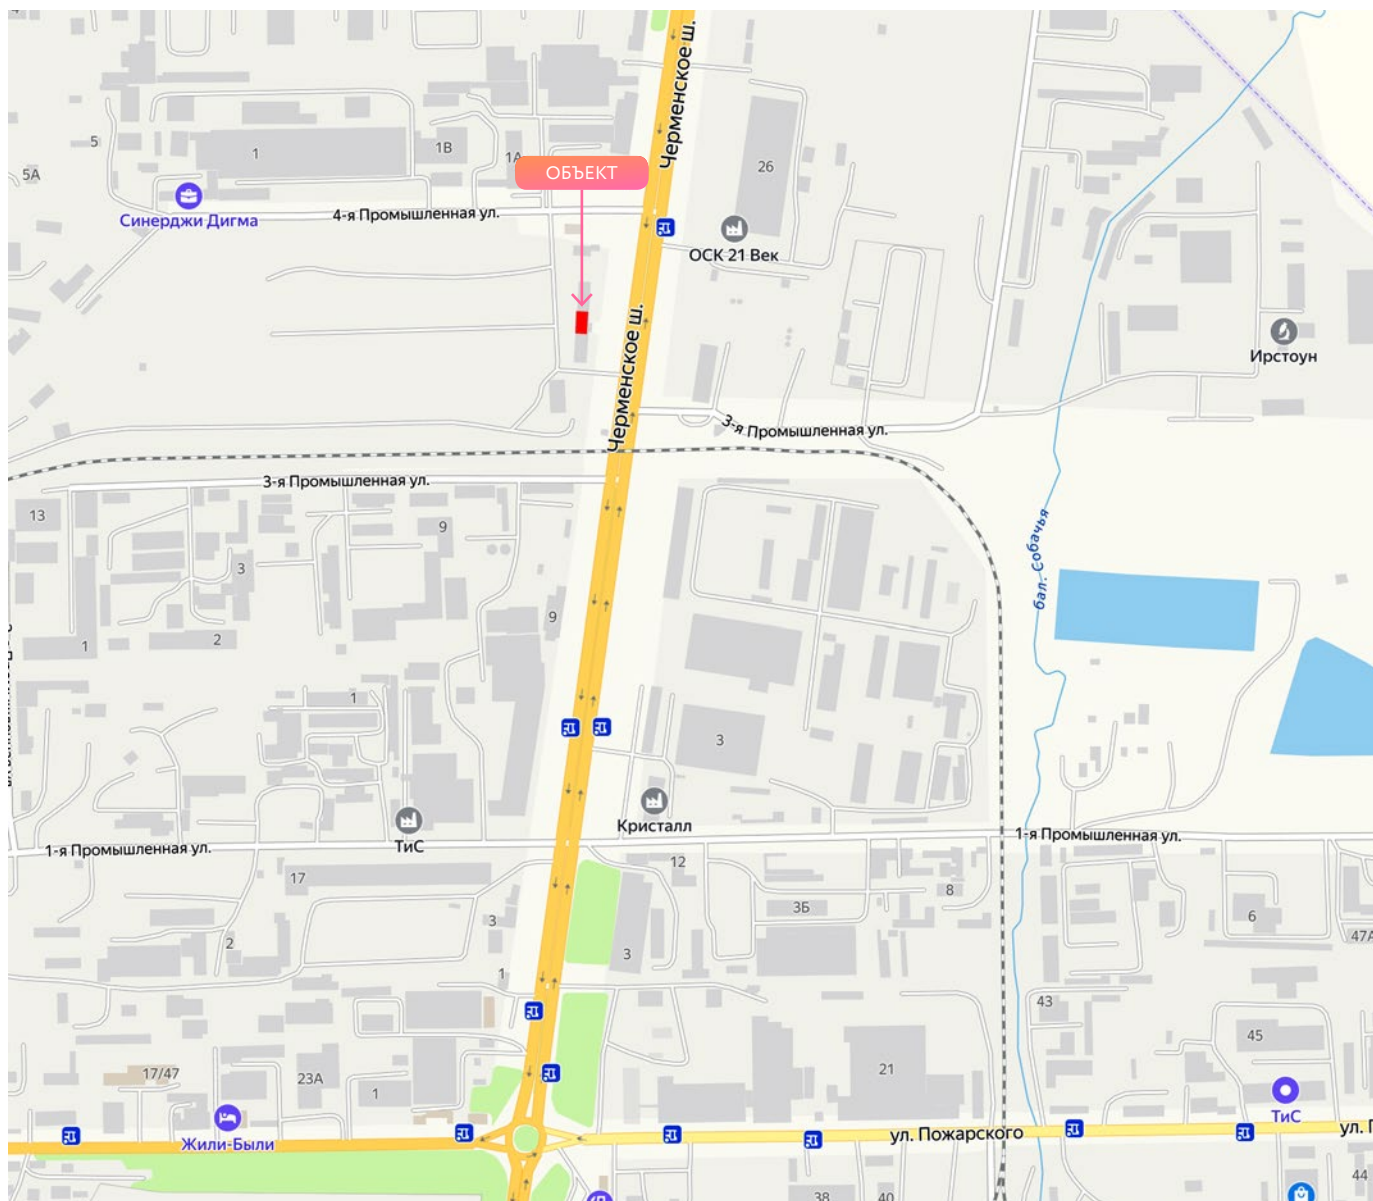 Черменское ш.
5
1
1В
1А
26
5А
ОБЪЕКТ
Синерджи Дигма
4-я Промышленная ул.
ОСК 21 Век
Черменское ш.
Ирстоун
3-я Промышленная ул.
3-я Промышленная ул.
13
9
3
бал. Собачья
9
2
1
1
3
Кристалл
ТиС
1-я Промышленная ул.
1-я Промышленная ул.
12
17
8
3Б
6
3
2
47А
3
1
43
45
17/47
23А
1
21
ТиС
Жили-Были
ул. Пожарского
44
38
40